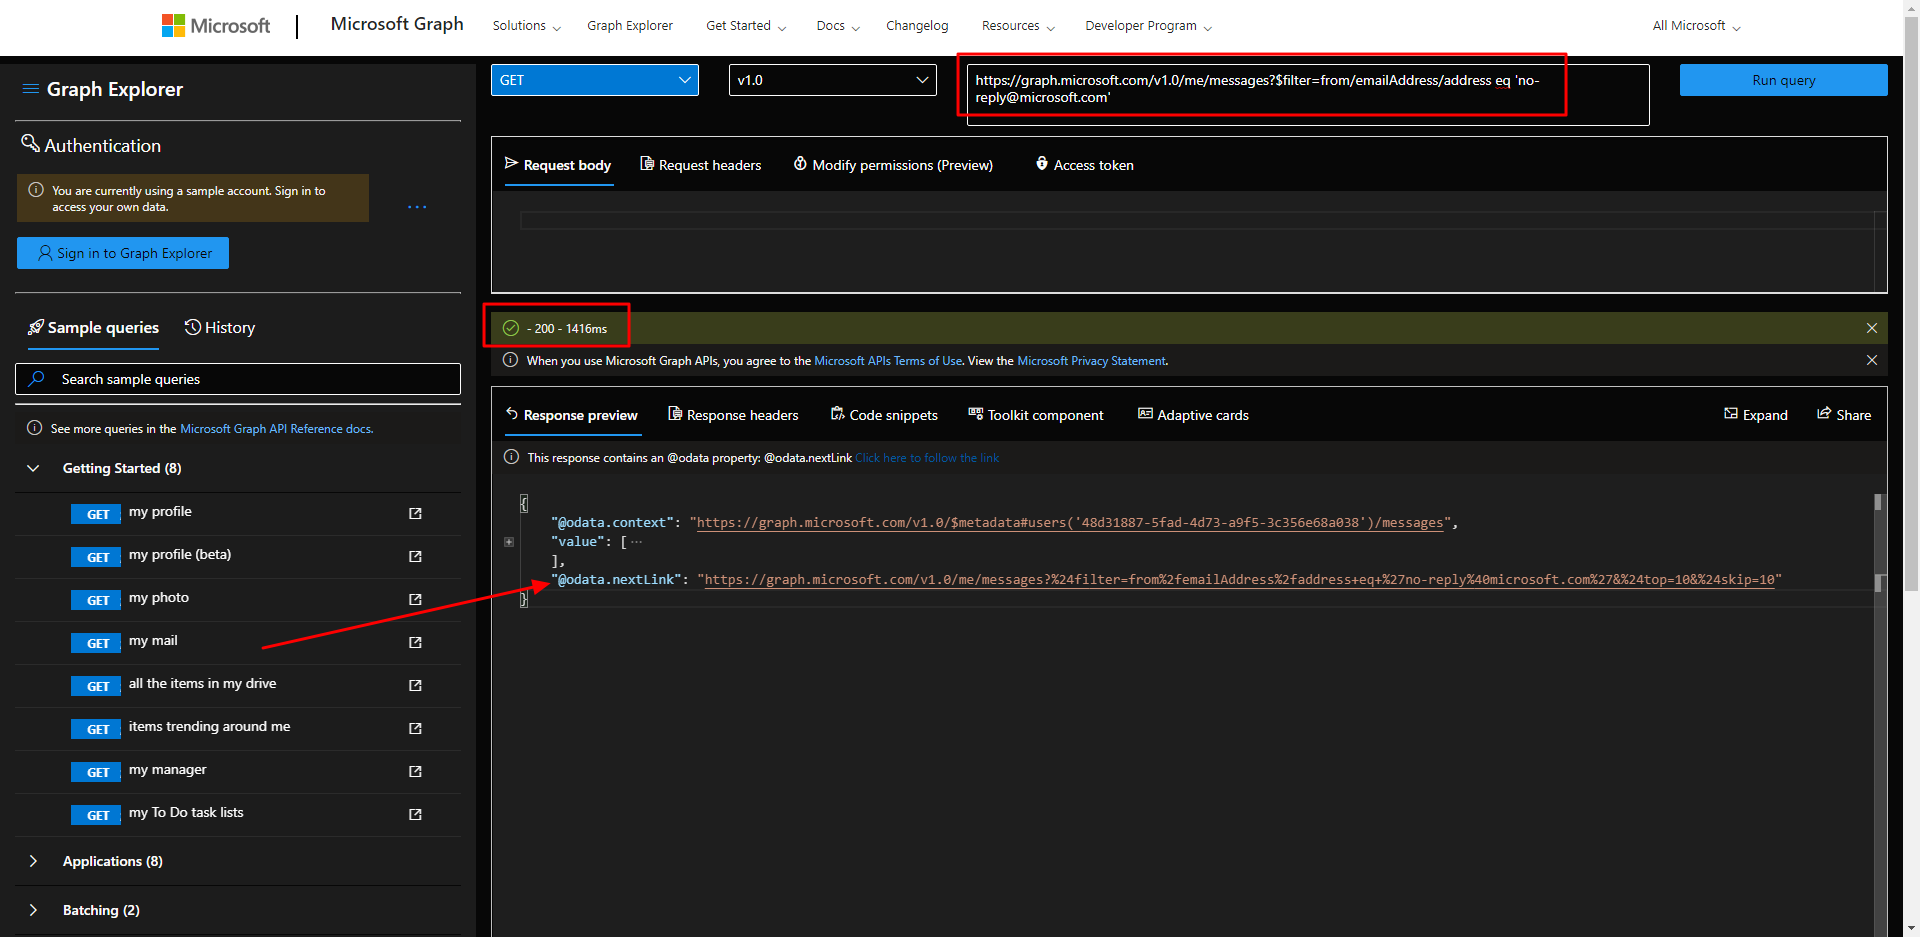 Microsoft
Microsoft Graph
Solutions
Graph Explorer
Get Started
Docs
Changelog
Resources
Developer Program
All Microsoft
Graph Explorer
Authentication
You are currently using a sample account. Sign in to
access your own data.
...
Sign in to Graph Explorer
Sample queries
History
Search sample queries
See more queries in the Microsoft Graph API Reference docs.
Getting Started (8)
GET my profile
GET my profile (beta)
GET my photo
GET my mail
GET all the items in my drive
GET items trending around me
GET my manager
GET my To Do task lists
Applications (8)
Batching (2)
GET
v1.0
https://graph.microsoft.com/v1.0/me/messages?$filter=from/emailAddress/address eq 'no-
reply@microsoft.com'
Run query
Request body
Request headers
Modify permissions (Preview)
Access token
- 200 - 1416ms
When you use Microsoft Graph APIs, you agree to the Microsoft APIs Terms of Use. View the Microsoft Privacy Statement.
Response preview
Response headers
Code snippets
Toolkit component
Adaptive cards
Expand
Share
This response contains an @odata property: @odata.nextLink Click here to follow the link
{
"@odata.context": "https://graph.microsoft.com/v1.0/$metadata#users('48d31887-5fad-4d73-a9f5-3c356e68a038')/messages",
"value": [ ...
],
"@odata.nextLink": "https://graph.microsoft.com/v1.0/me/messages?%24filter=from%2femailAddress%2faddress+eq+%27no-reply%40microsoft.com%27&%24top=10&%24skip=10"
}